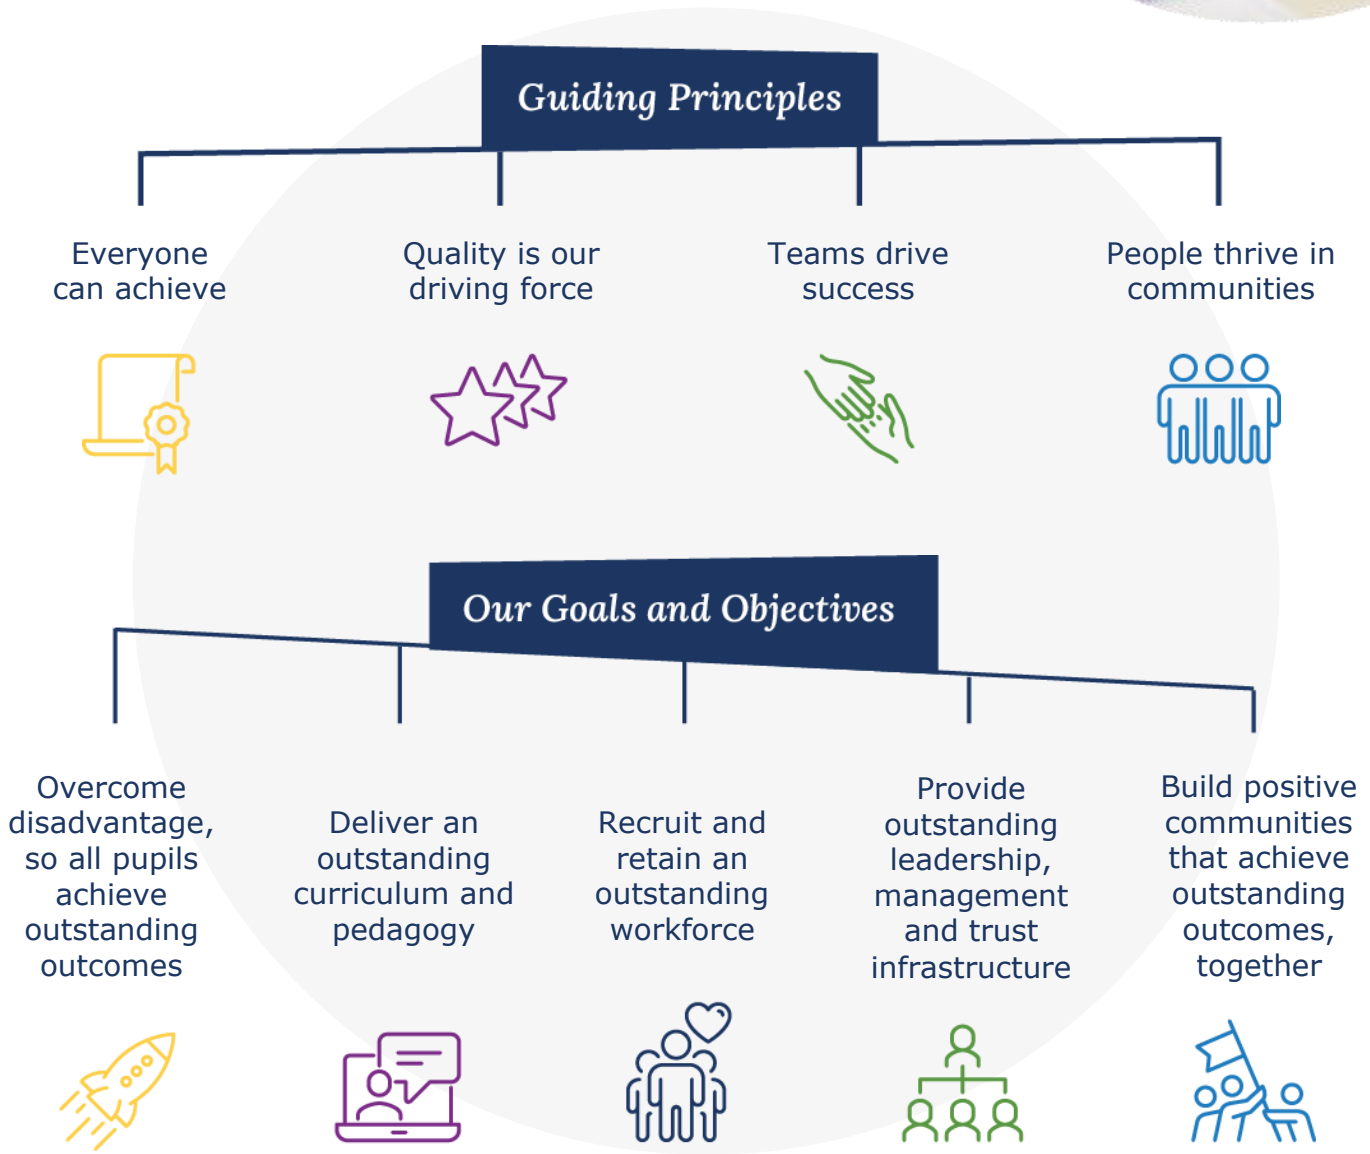 Guiding Principles
Everyone
can achieve
Quality is our
driving force
Teams drive
success
People thrive in
communities
Our Goals and Objectives
Overcome
disadvantage,
so all pupils
achieve
outstanding
outcomes
Deliver an
outstanding
curriculum and
pedagogy
Recruit and
retain an
outstanding
workforce
Provide
outstanding
leadership,
management
and trust
infrastructure
Build positive
communities
that achieve
outstanding
outcomes,
together